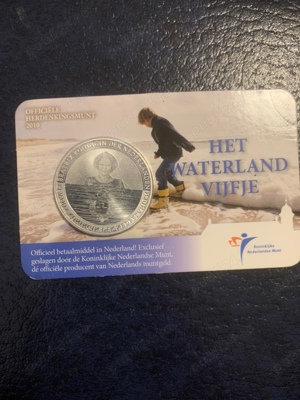 OFFICIËLE
HERDENKINGSMUNT
2010
HET
WATERLAND
VIJFJE
Officieel betaalmiddel in Nederland! Exclusief
geslagen door de Koninklijke Nederlandse Munt,
dé officiële producent van Nederlands muntgeld.
Koninklijke
Nederlandse Munt